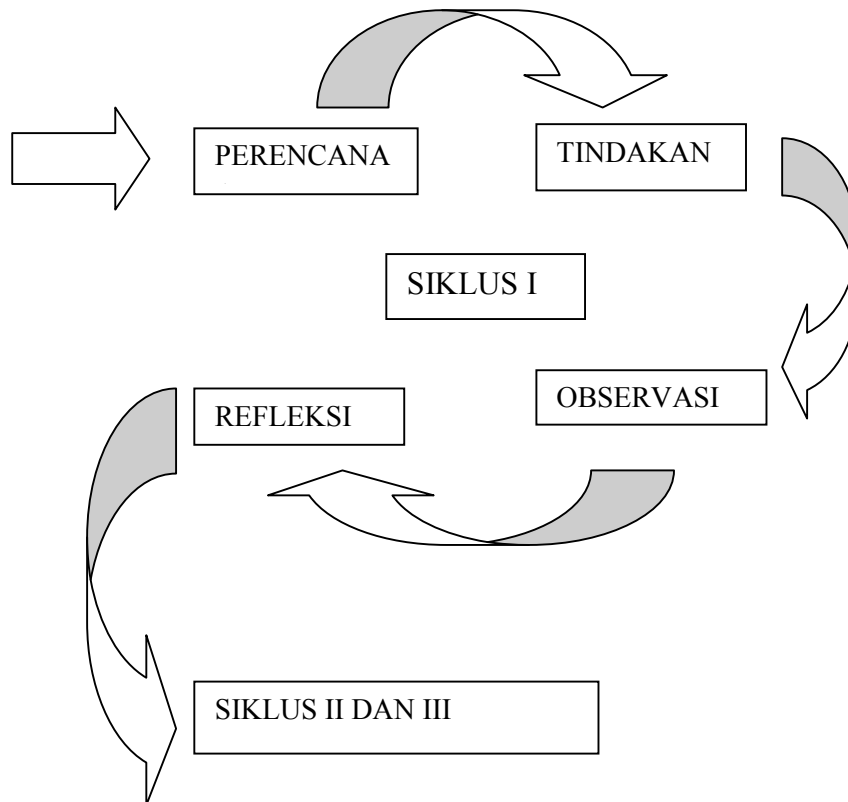 PERENCANA
TINDAKAN
SIKLUS I
REFLEKSI
OBSERVASI
SIKLUS II DAN III